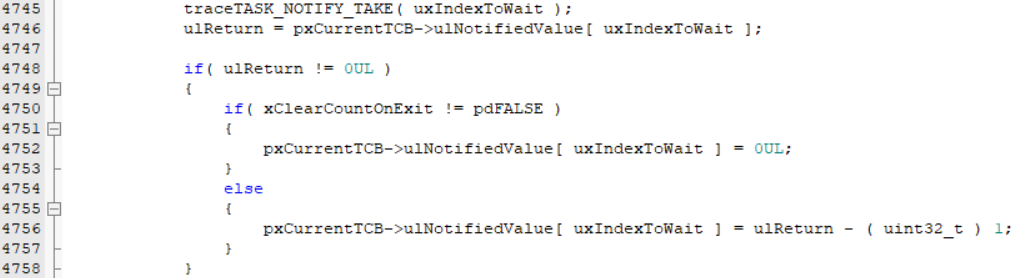 4745 traceTASK_NOTIFY_TAKE( uxIndexToWait );
4746 ulReturn = pxCurrentTCB->ulNotifiedValue[ uxIndexToWait ];
4747
4748 if( ulReturn != 0UL )
4749 {
4750 if( xClearCountOnExit != pdFALSE )
4751 {
4752 pxCurrentTCB->ulNotifiedValue[ uxIndexToWait ] = 0UL;
4753 }
4754 else
4755 {
4756 pxCurrentTCB->ulNotifiedValue[ uxIndexToWait ] = ulReturn - ( uint32_t ) 1;
4757 }
4758 }